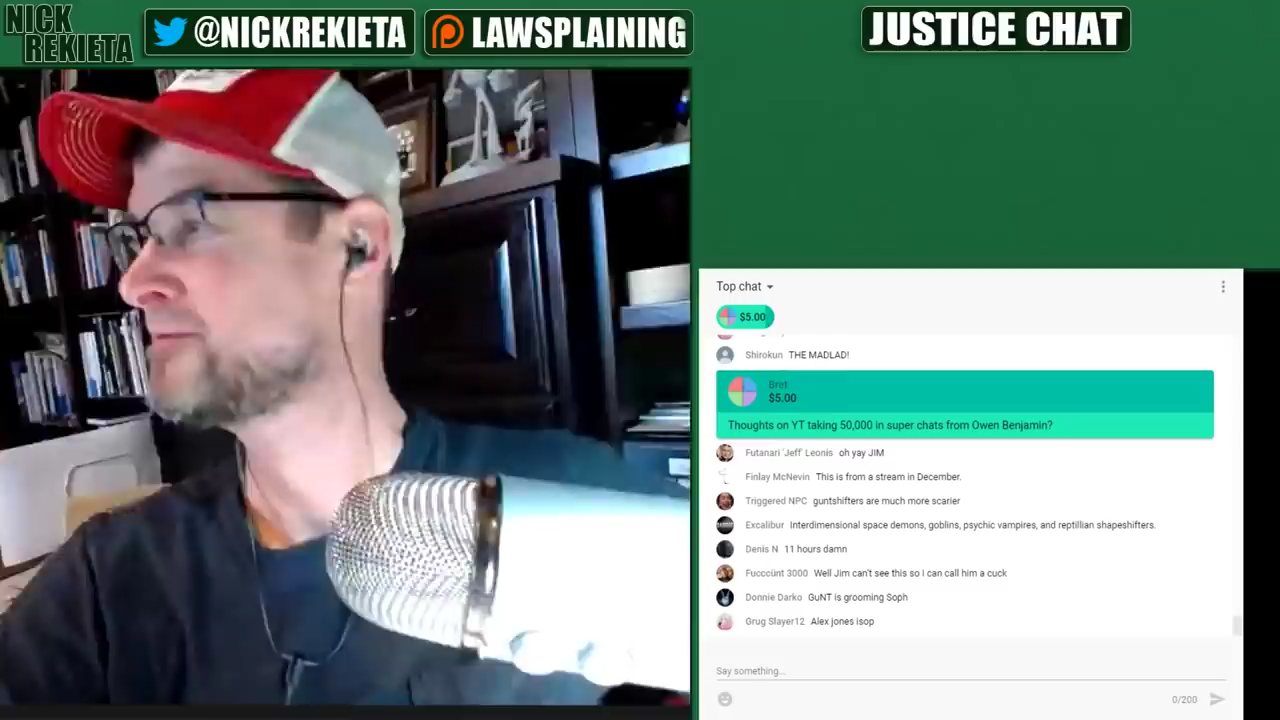 NICK
REKIETA
@NICKREKIETA
LAWSPLAINING
JUSTICE CHAT
Top chat
$5.00
Shirokun THE MADLAD!
Bret
$5.00
Thoughts on YT taking 50,000 in super chats from Owen Benjamin?
Futanari 'Jeff' Leonis oh yay JIM
Finlay McNevin This is from a stream in December.
Triggered NPC guntshifters are much more scarier
Excalibur Interdimensional space demons, goblins, psychic vampires, and reptillian shapeshifters.
Denis N 11 hours damn
Fucccünt 3000 Well Jim can't see this so I can call him a cuck
Donnie Darko GuNT is grooming Soph
Grug Slayer12 Alex jones isop
Say something...
0/200